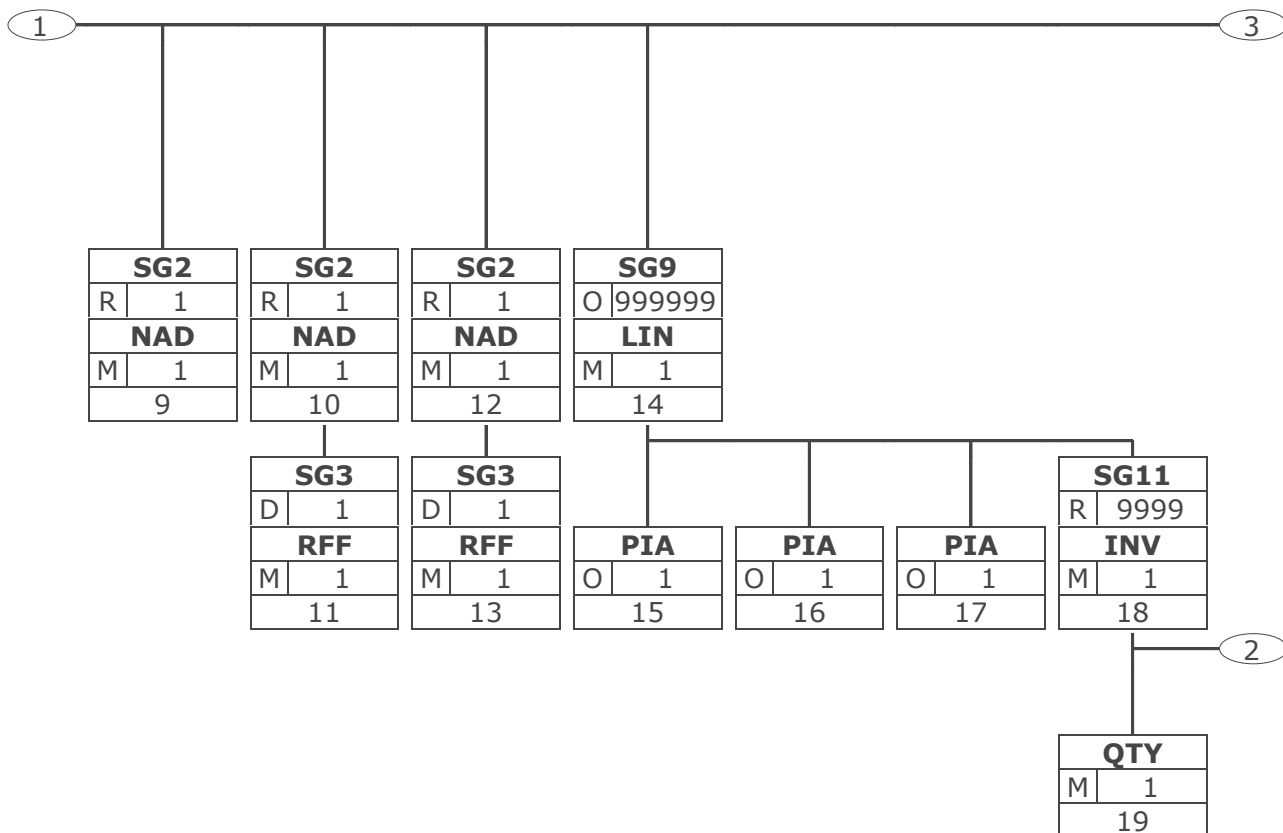 1 3
SG2 SG2 SG2 SG9
R 1 R 1 R 1 O 999999
NAD NAD NAD LIN
M 1 M 1 M 1 M 1
9 10 12 14
SG3 SG3 SG11
D 1 D 1 R 9999
RFF RFF PIA PIA PIA INV
M 1 M 1 O 1 O 1 O 1 M 1
11 13 15 16 17 18
2
QTY
M 1
19